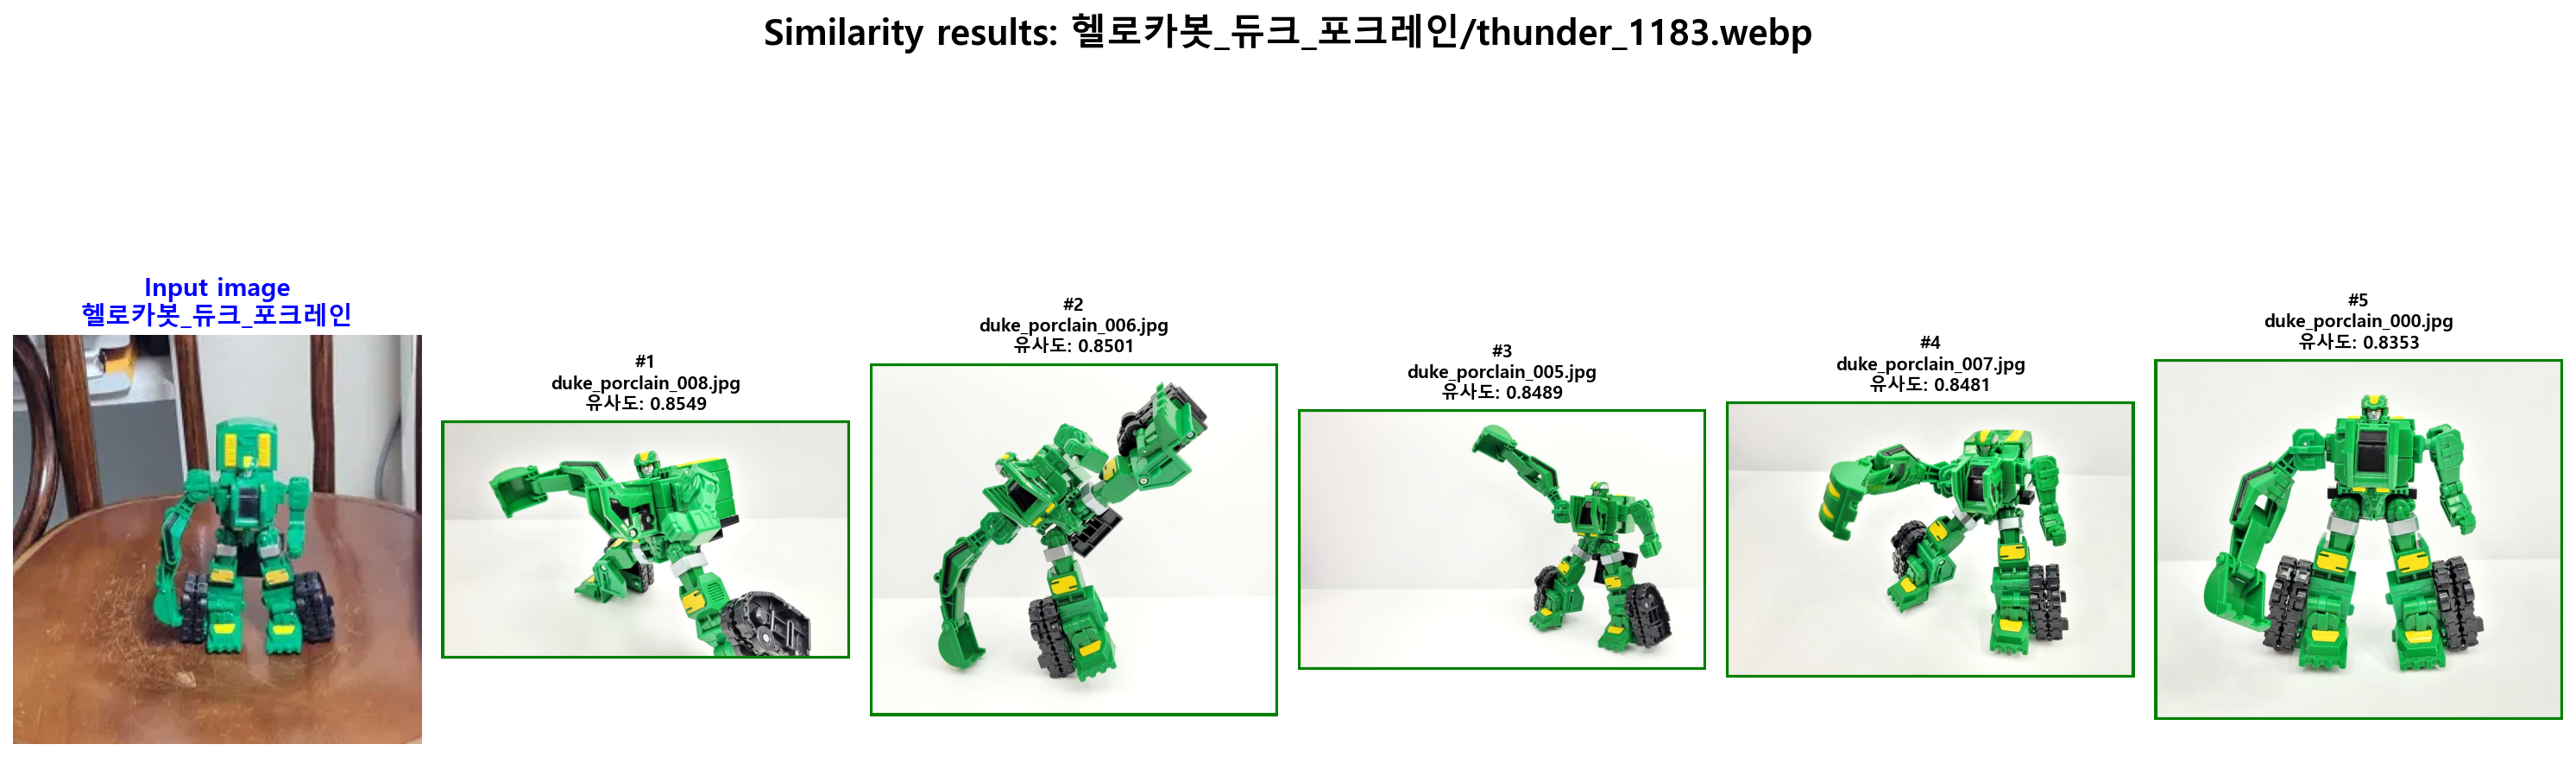 Similarity results: 헬로카봇_듀크_포크레인/thunder_1183.webp
Input image
헬로카봇_듀크_포크레인
#1
duke_porclain_008.jpg
유사도: 0.8549
#2
duke_porclain_006.jpg
유사도: 0.8501
#3
duke_porclain_005.jpg
유사도: 0.8489
#4
duke_porclain_007.jpg
유사도: 0.8481
#5
duke_porclain_000.jpg
유사도: 0.8353